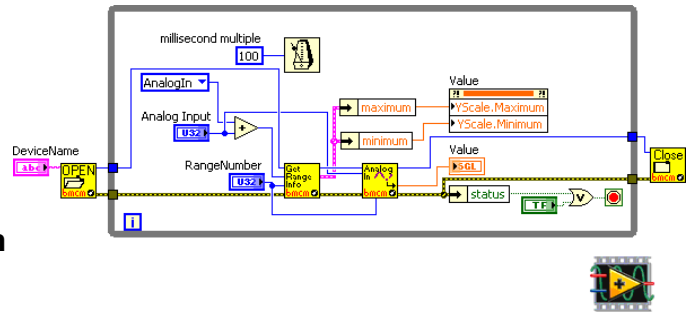 millisecond multiple
100
AnalogIn
Value
maximum
YScale.Maximum
Analog Input
U32
minimum
YScale.Minimum
DeviceName
abc
OPEN
bmcm
RangeNumber
U32
Get
Range
Info
bmcm
Analog
In
bmcm
Value
SGL
Close
bmcm
status
TF
V
i
n